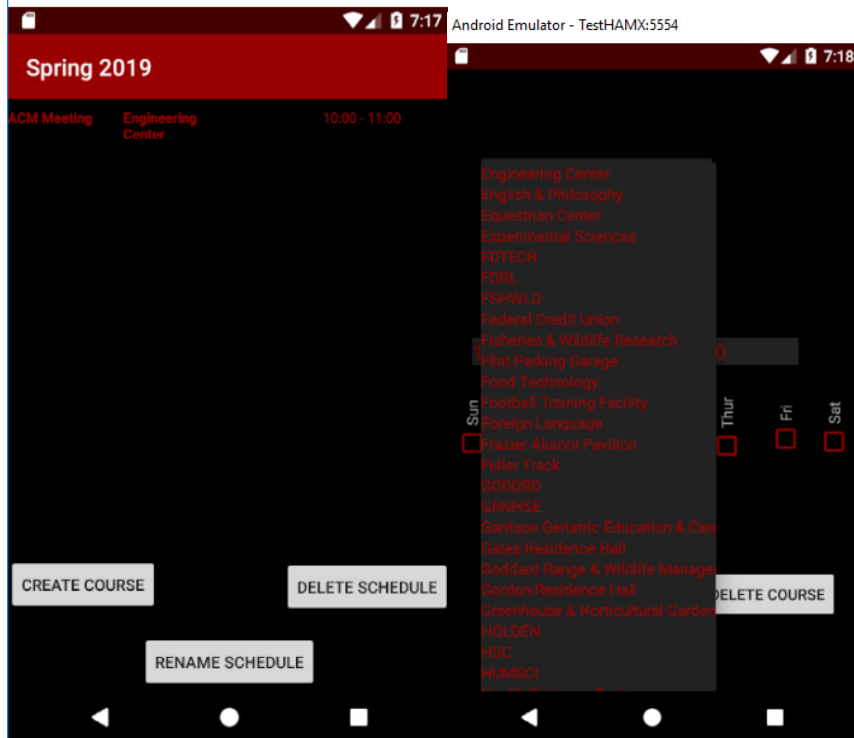 7:17
Spring 2019
ACM Meeting Engineering 10:00 - 11:00
Center
CREATE COURSE DELETE SCHEDULE
RENAME SCHEDULE
Android Emulator - TestHAMX:5554
7:18
Engineering Center
English & Philosophy
Equestrian Center
Experimental Sciences
FDTECH
FORL
FSHWLD
Federal Credit Union
Fisheries & Wildlife Research
Flint Parking Garage
Food Technology
Football Training Facility
Foreign Language
Frazier Alumni Pavilion
Fuller Track
GODDRD
GRNHSE
Garrison Geriatric Education & Care
Gates Residence Hall
Goddard Range & Wildlife Manager
Gordon Residence Hall
Greenhouse & Horticultural Garden
HOLDEN
HSC
HUMSCI
Sun Thur Fri Sat
DELETE COURSE